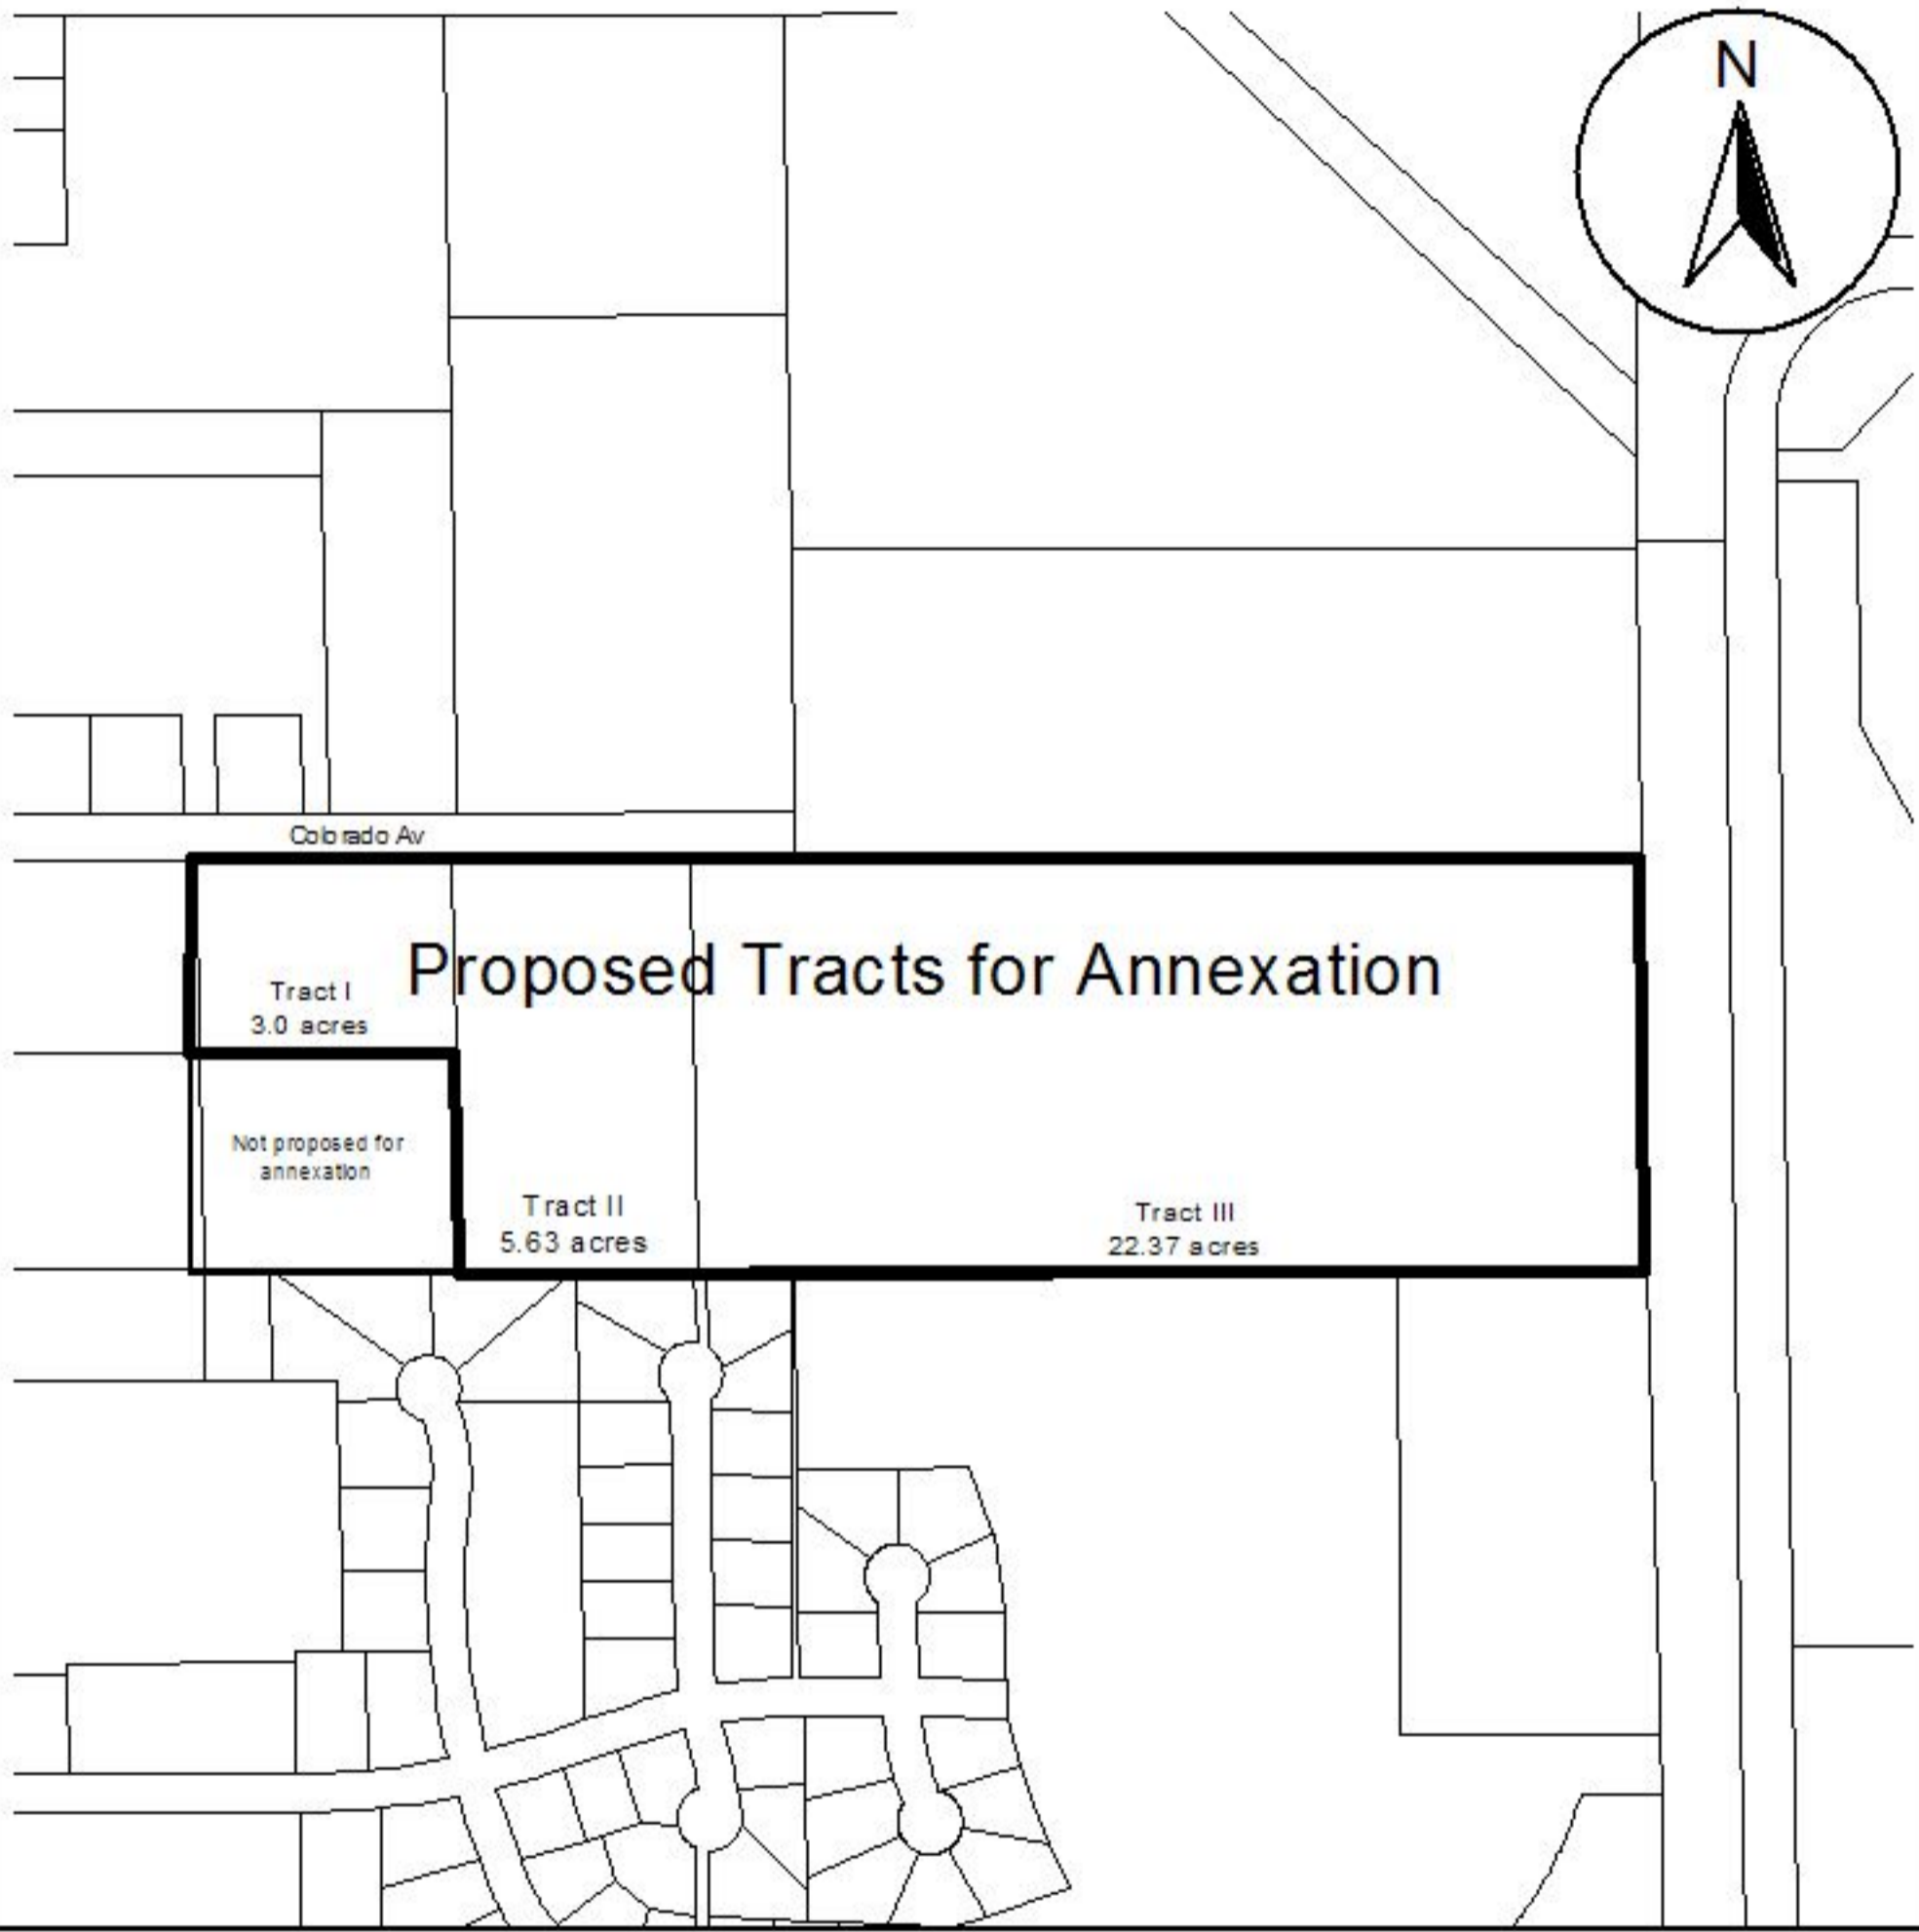 N
Colorado Av
Proposed Tracts for Annexation
Tract I
3.0 acres
Not proposed for
annexation
Tract II
5.63 acres
Tract III
22.37 acres